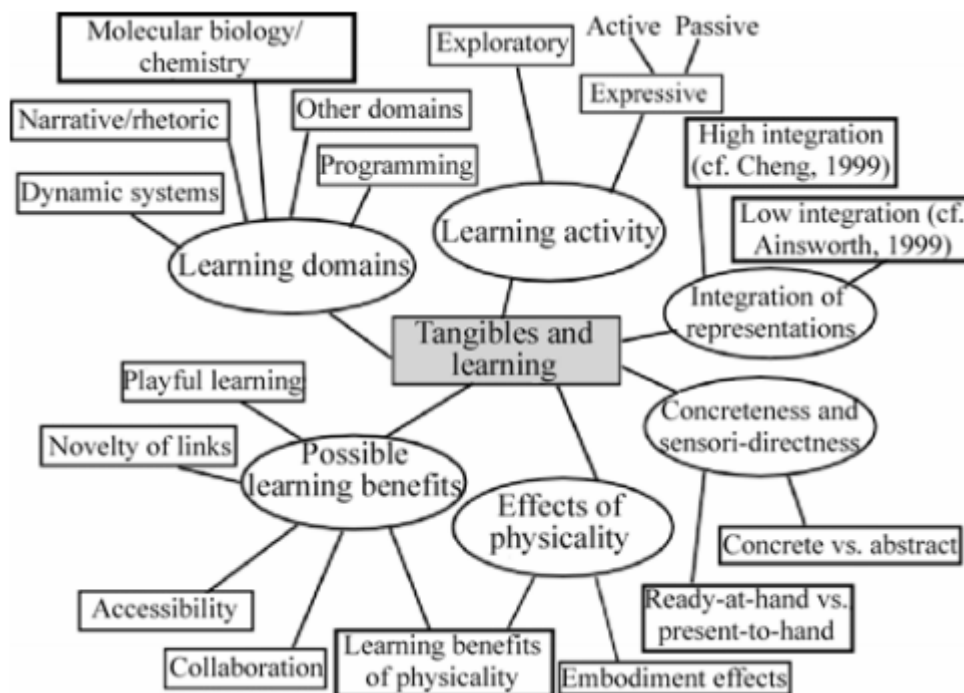 Molecular biology/
chemistry
Exploratory
Active Passive
Expressive
Narrative/rhetoric
Other domains
High integration
(cf. Cheng, 1999)
Dynamic systems
Programming
Low integration (cf.
Ainsworth, 1999)
Learning domains
Learning activity
Integration of
representations
Tangibles and
learning
Playful learning
Concreteness and
sensori-directness
Novelty of links
Possible
learning benefits
Effects of
physicality
Concrete vs. abstract
Accessibility
Ready-at-hand vs.
present-to-hand
Collaboration
Learning benefits
of physicality
Embodiment effects